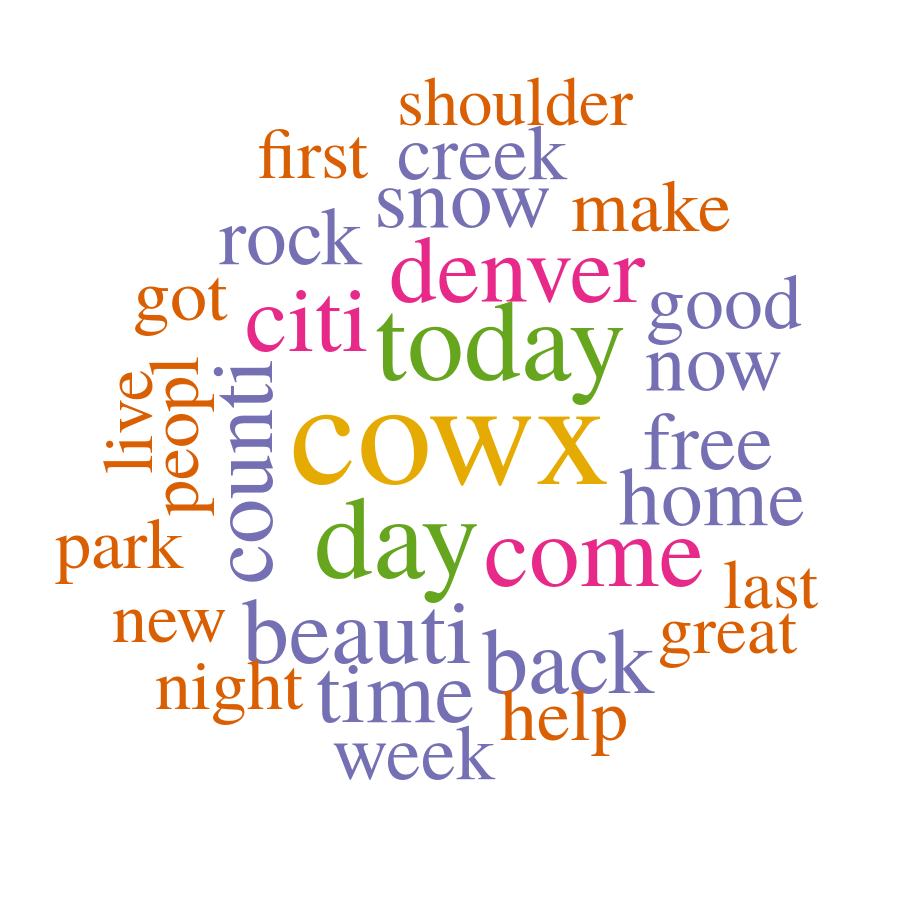 shoulder
first
creek
snow
make
rock
denver
got
citi
today
good
now
live
peopl
counti
cowx
free
home
day
come
park
last
new
beauti
back
great
night
time
help
week